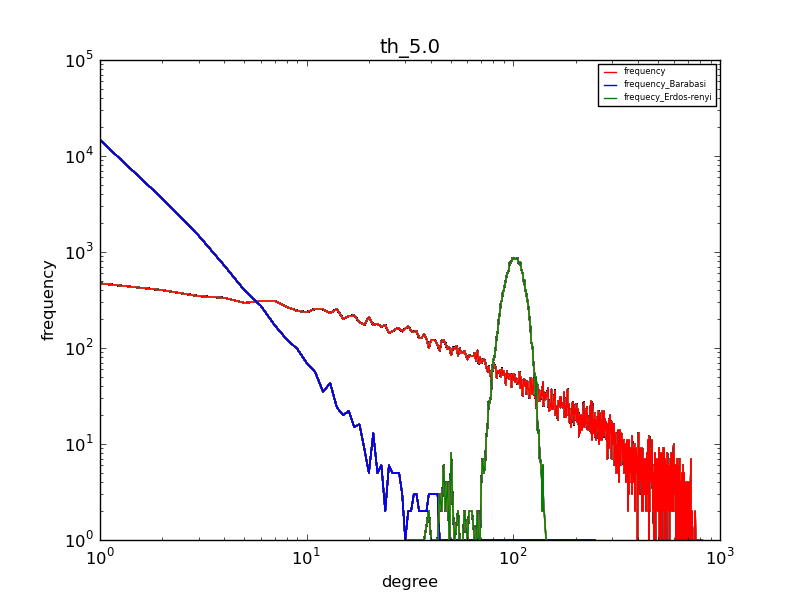 th_5.0
10^5
frequency
frequency_Barabasi
frequecy_Erdos-renyi
10^4
10^3
frequency
10^2
10^1
10^0
10^0
10^1
10^2
10^3
degree